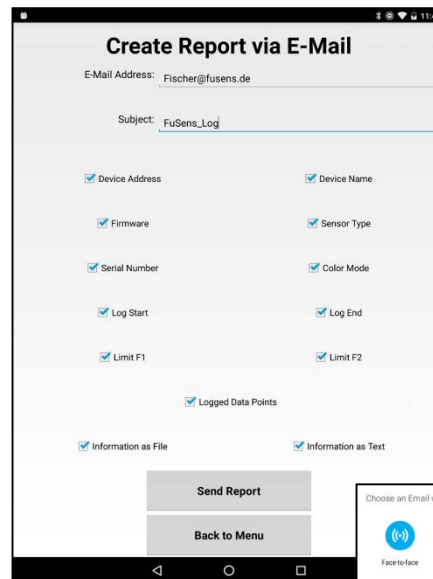 11:
Create Report via E-Mail
E-Mail Address: Fischer@fusens.de
Subject: FuSens_Log
Device Address Device Name
Firmware Sensor Type
Serial Number Color Mode
Log Start Log End
Limit F1 Limit F2
Logged Data Points
Information as File Information as Text
Send Report
Choose an Email
Back to Menu
Face-to-face